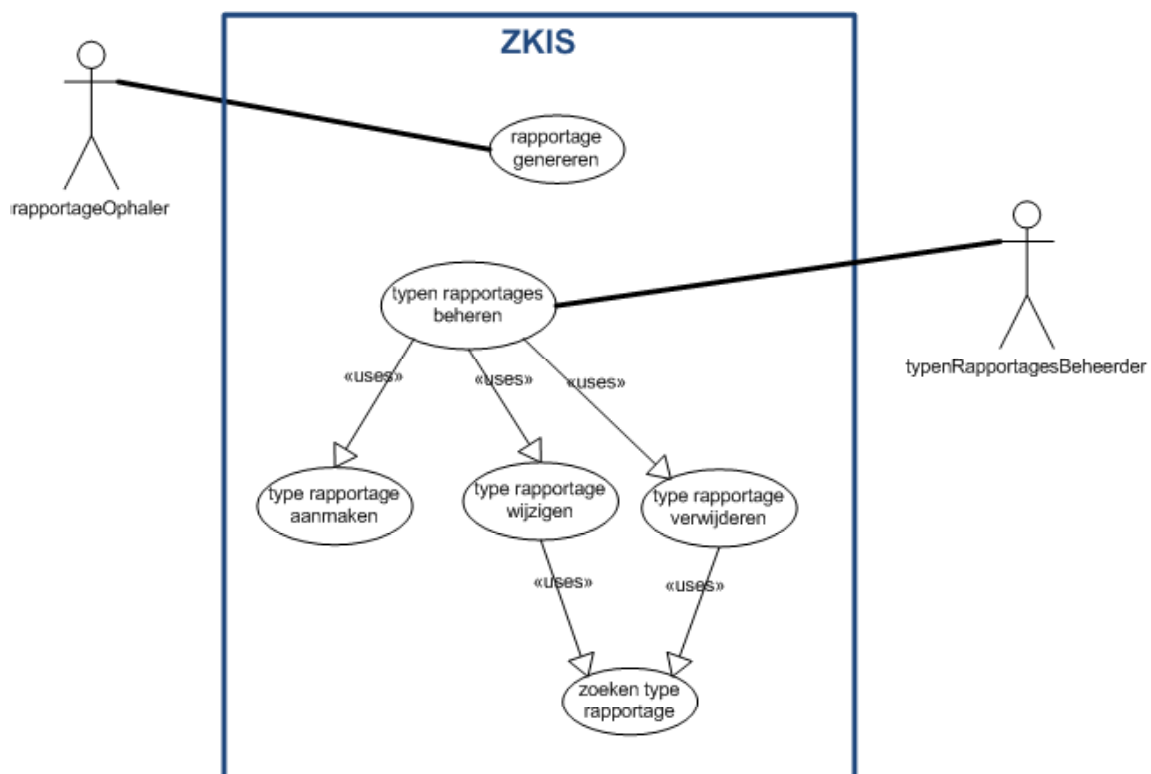 ZKIS
rapportage
genereren
rapportageOphaler
typen rapportages
beheren
typenRapportagesBeheerder
«uses»
«uses»
«uses»
type rapportage
aanmaken
type rapportage
wijzigen
type rapportage
verwijderen
«uses»
«uses»
zoeken type
rapportage